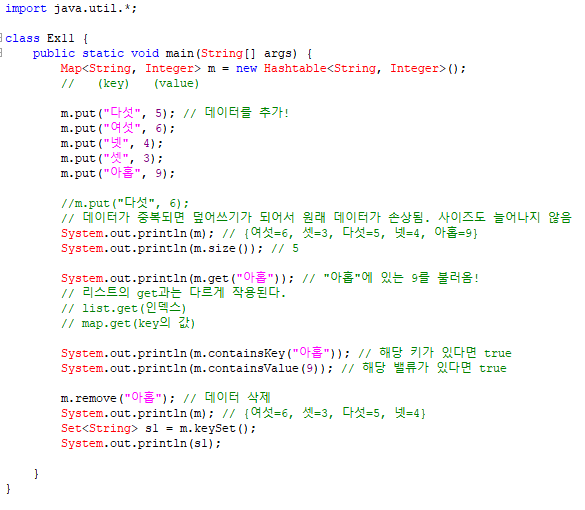 import java.util.*;
class Ex11 {
public static void main(String[] args) {
Map<String, Integer> m = new Hashtable<String, Integer>();
// (key) (value)
m.put("다섯", 5); // 데이터를 추가!
m.put("여섯", 6);
m.put("넷", 4);
m.put("셋", 3);
m.put("아홉", 9);
//m.put("다섯", 6);
// 데이터가 중복되면 덮어쓰기가 되어서 원래 데이터가 손상됨. 사이즈도 늘어나지 않음
System.out.println(m); // {여섯=6, 셋=3, 다섯=5, 넷=4, 아홉=9}
System.out.println(m.size()); // 5
System.out.println(m.get("아홉")); // "아홉"에 있는 9를 불러옴!
// 리스트의 get과는 다르게 작용된다.
// list.get(인덱스)
// map.get(key의 값)
System.out.println(m.containsKey("아홉")); // 해당 키가 있다면 true
System.out.println(m.containsValue(9)); // 해당 밸류가 있다면 true
m.remove("아홉"); // 데이터 삭제
System.out.println(m); // {여섯=6, 셋=3, 다섯=5, 넷=4}
Set<String> s1 = m.keySet();
System.out.println(s1);
}
}